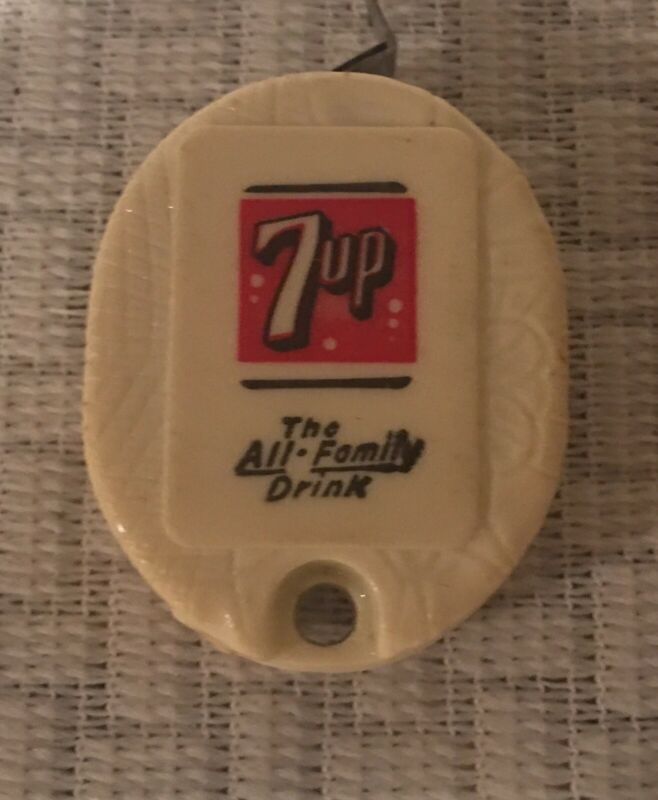 7up
The
All-Family
Drink